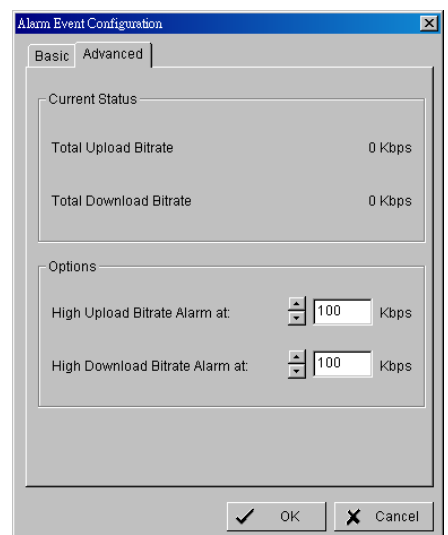 Alarm Event Configuration
Basic Advanced
Current Status
Total Upload Bitrate 0 Kbps
Total Download Bitrate 0 Kbps
Options
High Upload Bitrate Alarm at: 100 Kbps
High Download Bitrate Alarm at: 100 Kbps
OK Cancel